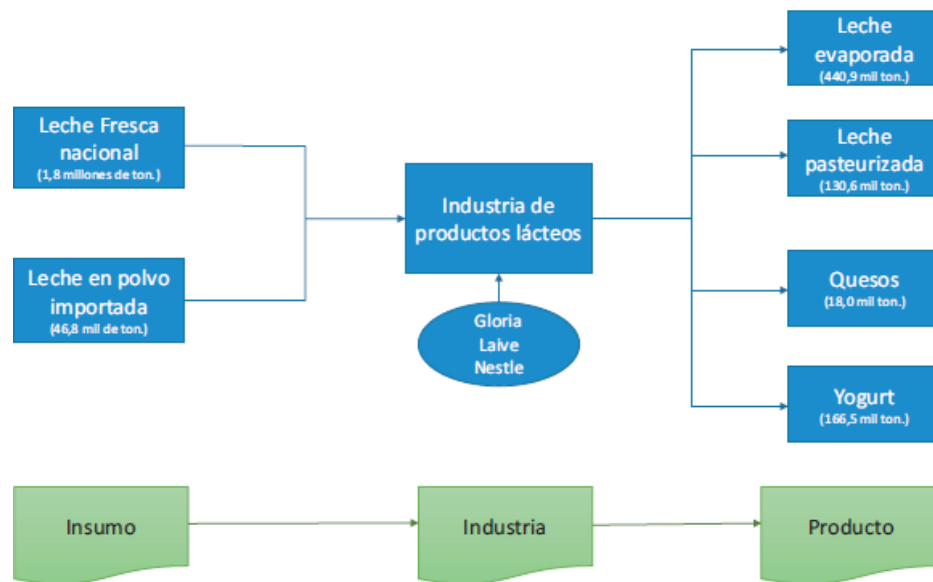 Leche Fresca
nacional
(1,8 millones de ton.)
Leche en polvo
importada
(46,8 mil de ton.)
Industria de
productos lácteos
Gloria
Laive
Nestle
Leche
evaporada
(440,9 mil ton.)
Leche
pasteurizada
(130,6 mil ton.)
Quesos
(18,0 mil ton.)
Yogurt
(166,5 mil ton.)
Insumo
Industria
Producto